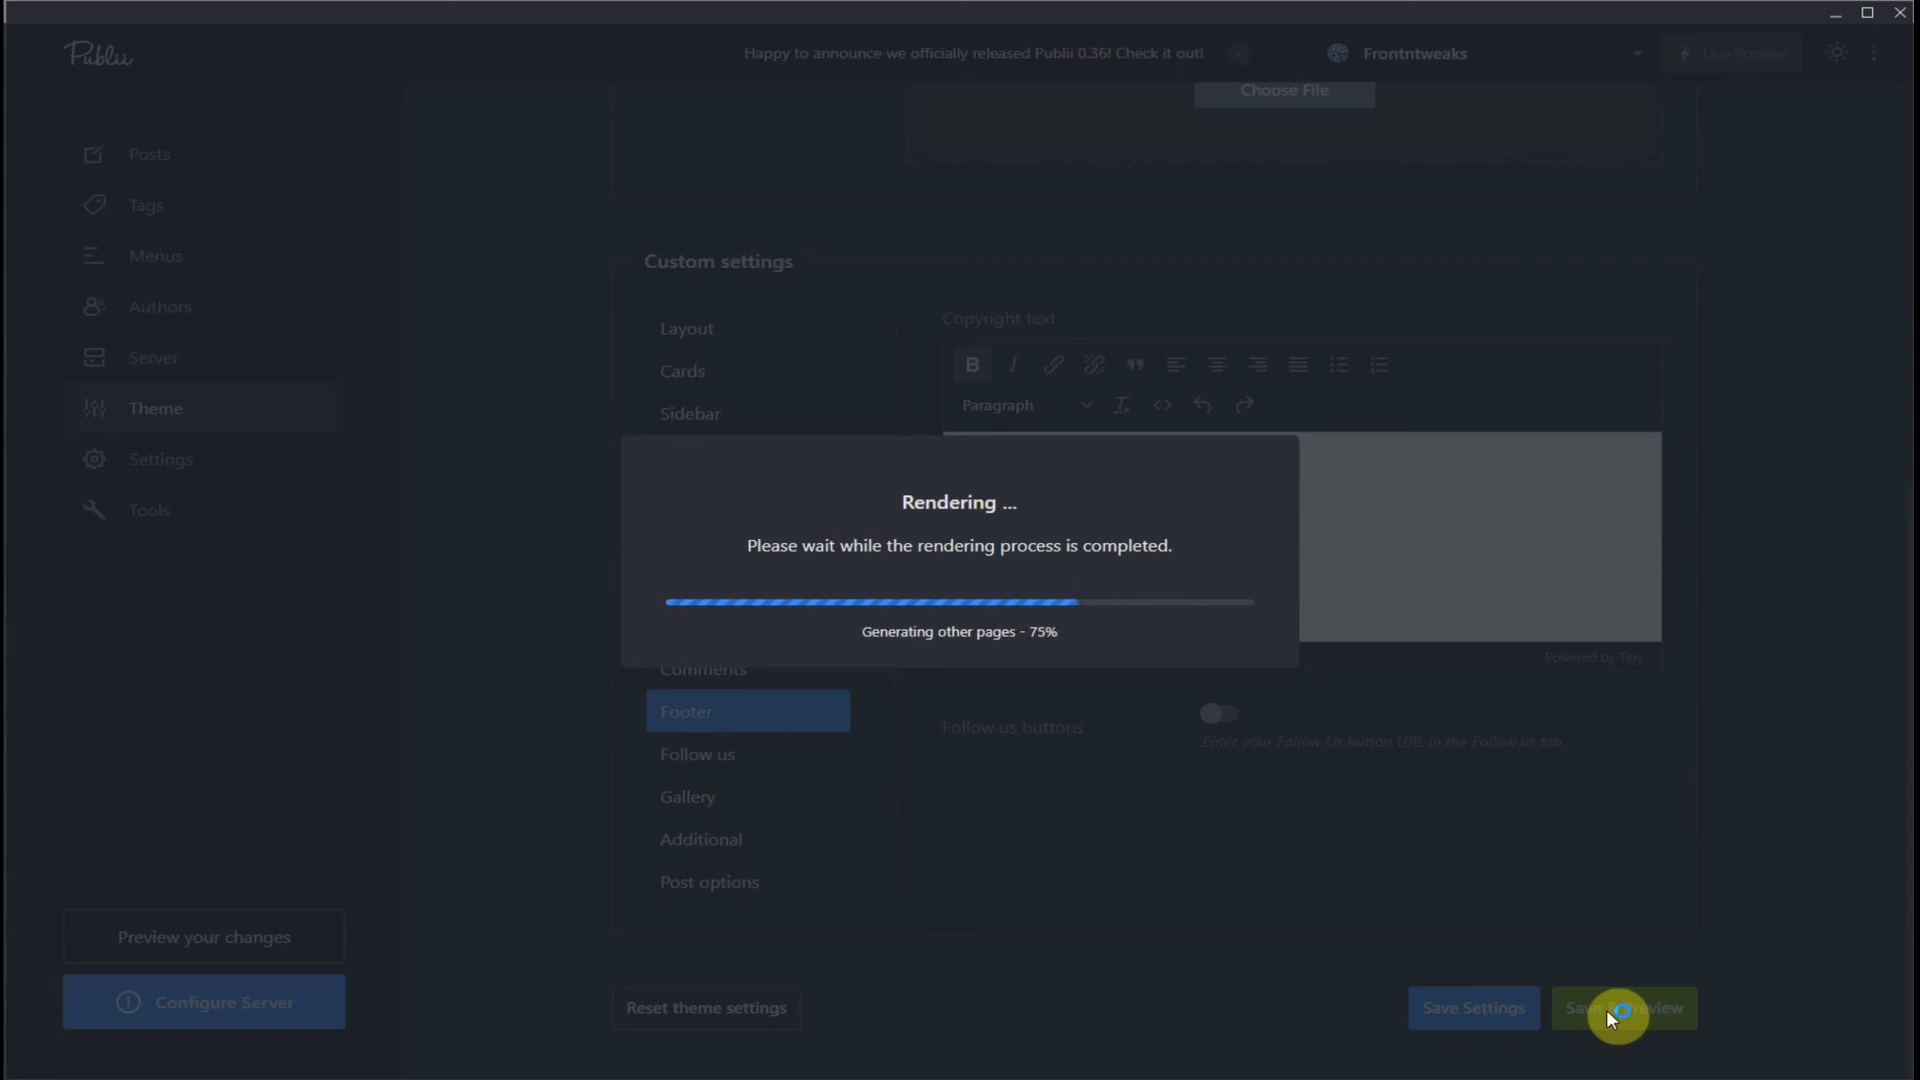 Publii
Happy to announce we officially released Publii 0.36! Check it out!
Frontntweaks
Live Preview
Choose File
Posts
Tags
Menus
Authors
Server
Theme
Settings
Tools
Custom settings
Layout
Cards
Sidebar
Copyright text
B I
Paragraph
Rendering ...
Please wait while the rendering process is completed.
Generating other pages - 75%
Powered by Tiny
Comments
Footer
Follow us
Gallery
Additional
Post options
Follow us buttons
Enter your Follow Us button URL in the Follow us tab
Preview your changes
Configure Server
Reset theme settings
Save Settings
Save & Preview